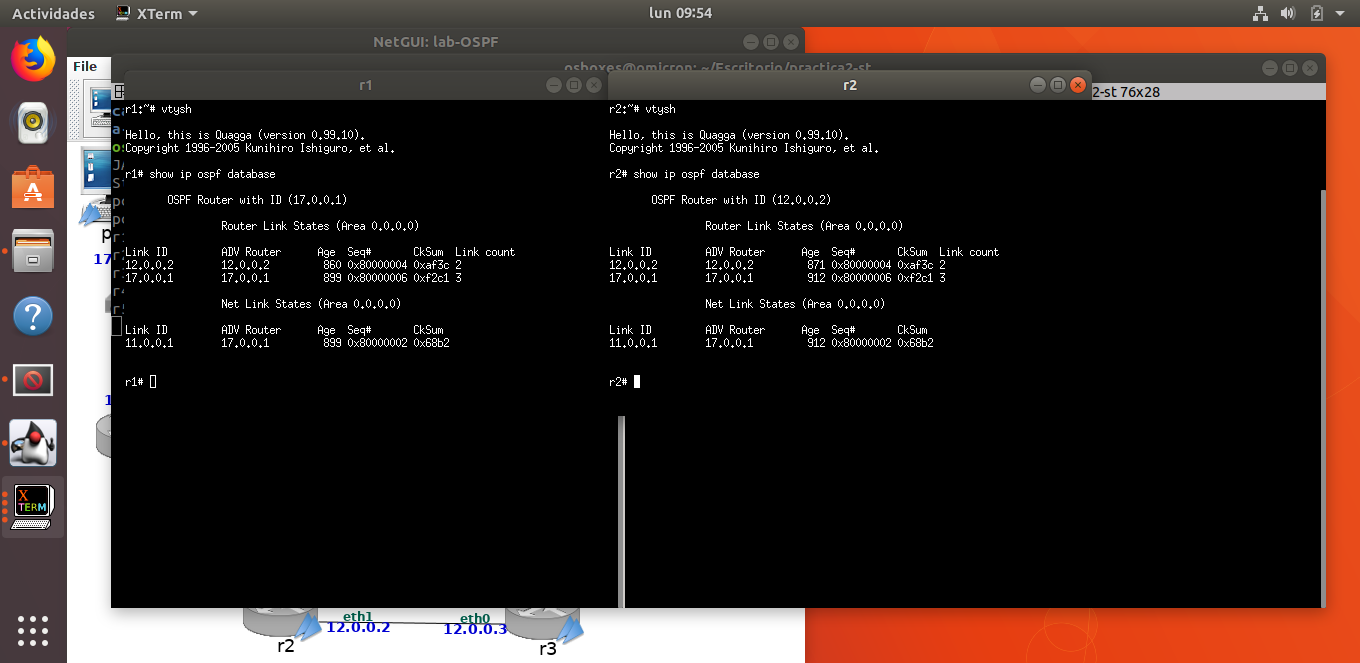 Actividades
XTerm
lun 09:54
NetGUI: lab-OSPF
File
osboxes@omicron: ~/Escritorio/practica2-st
r1
r2
2-st 76x28
r1:~# vtysh
Hello, this is Quagga (version 0.99.10).
Copyright 1996-2005 Kunihiro Ishiguro, et al.
r1# show ip ospf database
OSPF Router with ID (17.0.0.1)
Router Link States (Area 0.0.0.0)
Link ID ADV Router Age Seq# CkSum Link count
12.0.0.2 12.0.0.2 860 0x80000004 0xaf3c 2
17.0.0.1 17.0.0.1 899 0x80000006 0xf2c1 3
Net Link States (Area 0.0.0.0)
Link ID ADV Router Age Seq# CkSum
11.0.0.1 17.0.0.1 899 0x80000002 0x68b2
r1#
r2:~# vtysh
Hello, this is Quagga (version 0.99.10).
Copyright 1996-2005 Kunihiro Ishiguro, et al.
r2# show ip ospf database
OSPF Router with ID (12.0.0.2)
Router Link States (Area 0.0.0.0)
Link ID ADV Router Age Seq# CkSum Link count
12.0.0.2 12.0.0.2 871 0x80000004 0xaf3c 2
17.0.0.1 17.0.0.1 912 0x80000006 0xf2c1 3
Net Link States (Area 0.0.0.0)
Link ID ADV Router Age Seq# CkSum
11.0.0.1 17.0.0.1 912 0x80000002 0x68b2
r2#
17
1
X
TERM
eth1
eth0
12.0.0.2
12.0.0.3
r2
r3